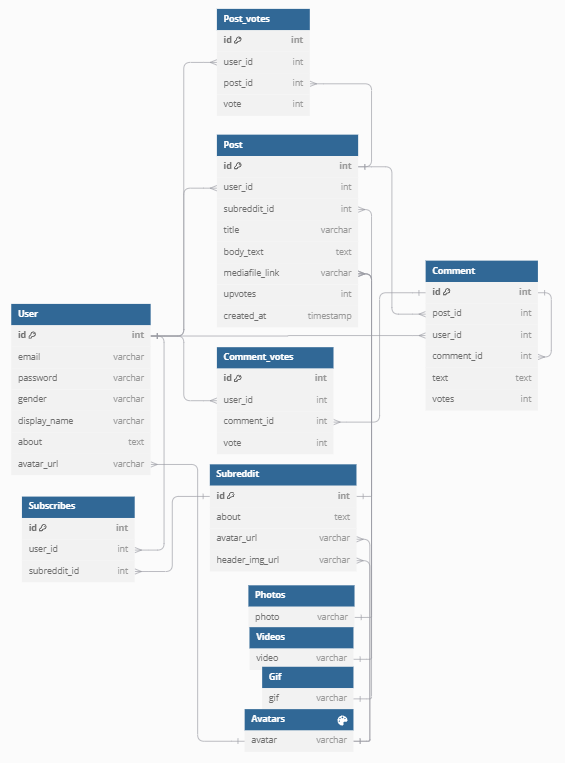 Post_votes
id int
user_id int
post_id int
vote int
Post
id int
user_id int
subreddit_id int
title varchar
body_text text
mediafile_link varchar
upvotes int
created_at timestamp
Comment
id int
post_id int
user_id int
comment_id int
text text
votes int
User
id int
email varchar
password varchar
gender varchar
display_name varchar
about text
avatar_url varchar
Comment_votes
id int
user_id int
comment_id int
vote int
Subreddit
id int
about text
avatar_url varchar
header_img_url varchar
Subscribes
id int
user_id int
subreddit_id int
Photos
photo varchar
Videos
video varchar
Gif
gif varchar
Avatars
avatar varchar